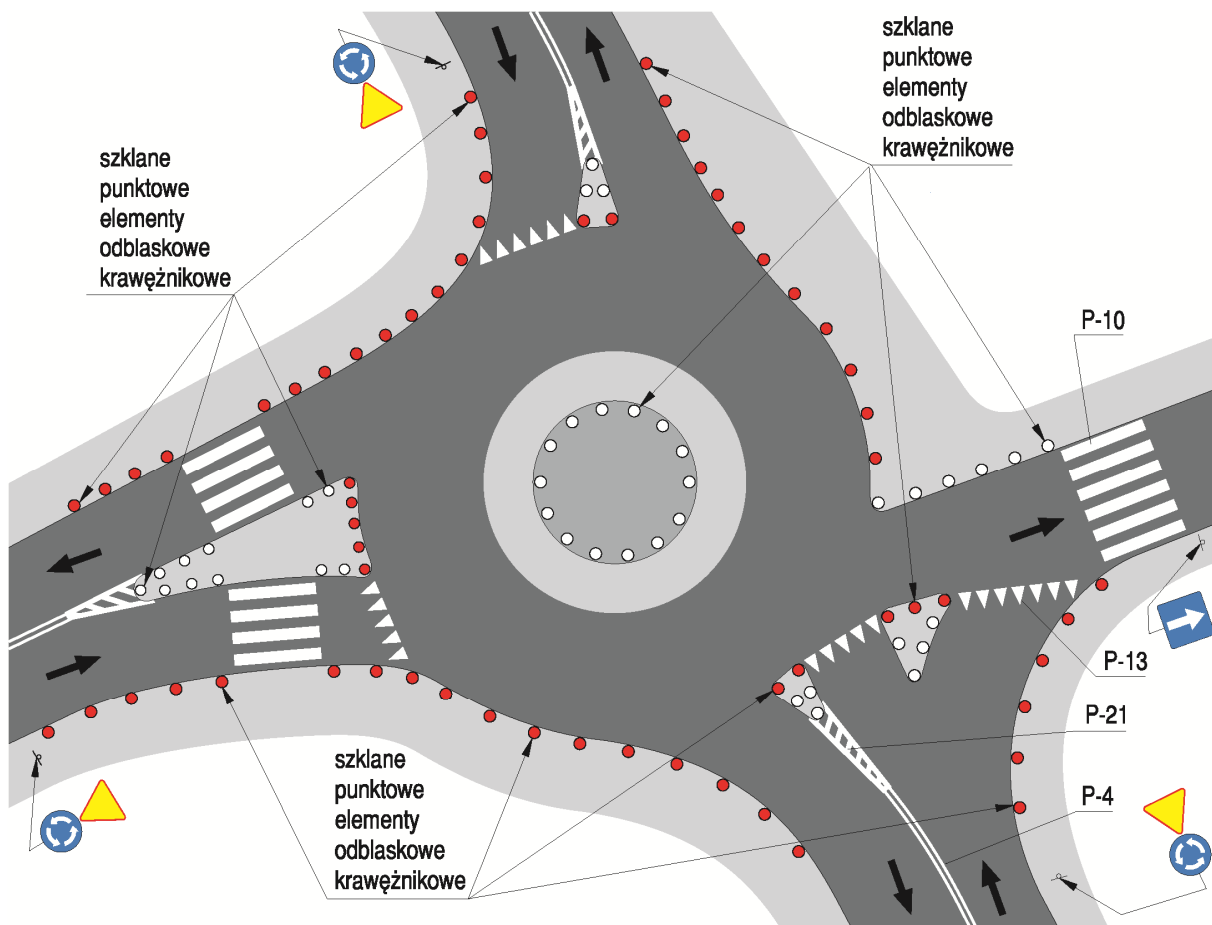 szklane
punktowe
elementy
odblaskowe
krawężnikowe
szklane
punktowe
elementy
odblaskowe
krawężnikowe
P-10
P-13
P-21
P-4
szklane
punktowe
elementy
odblaskowe
krawężnikowe